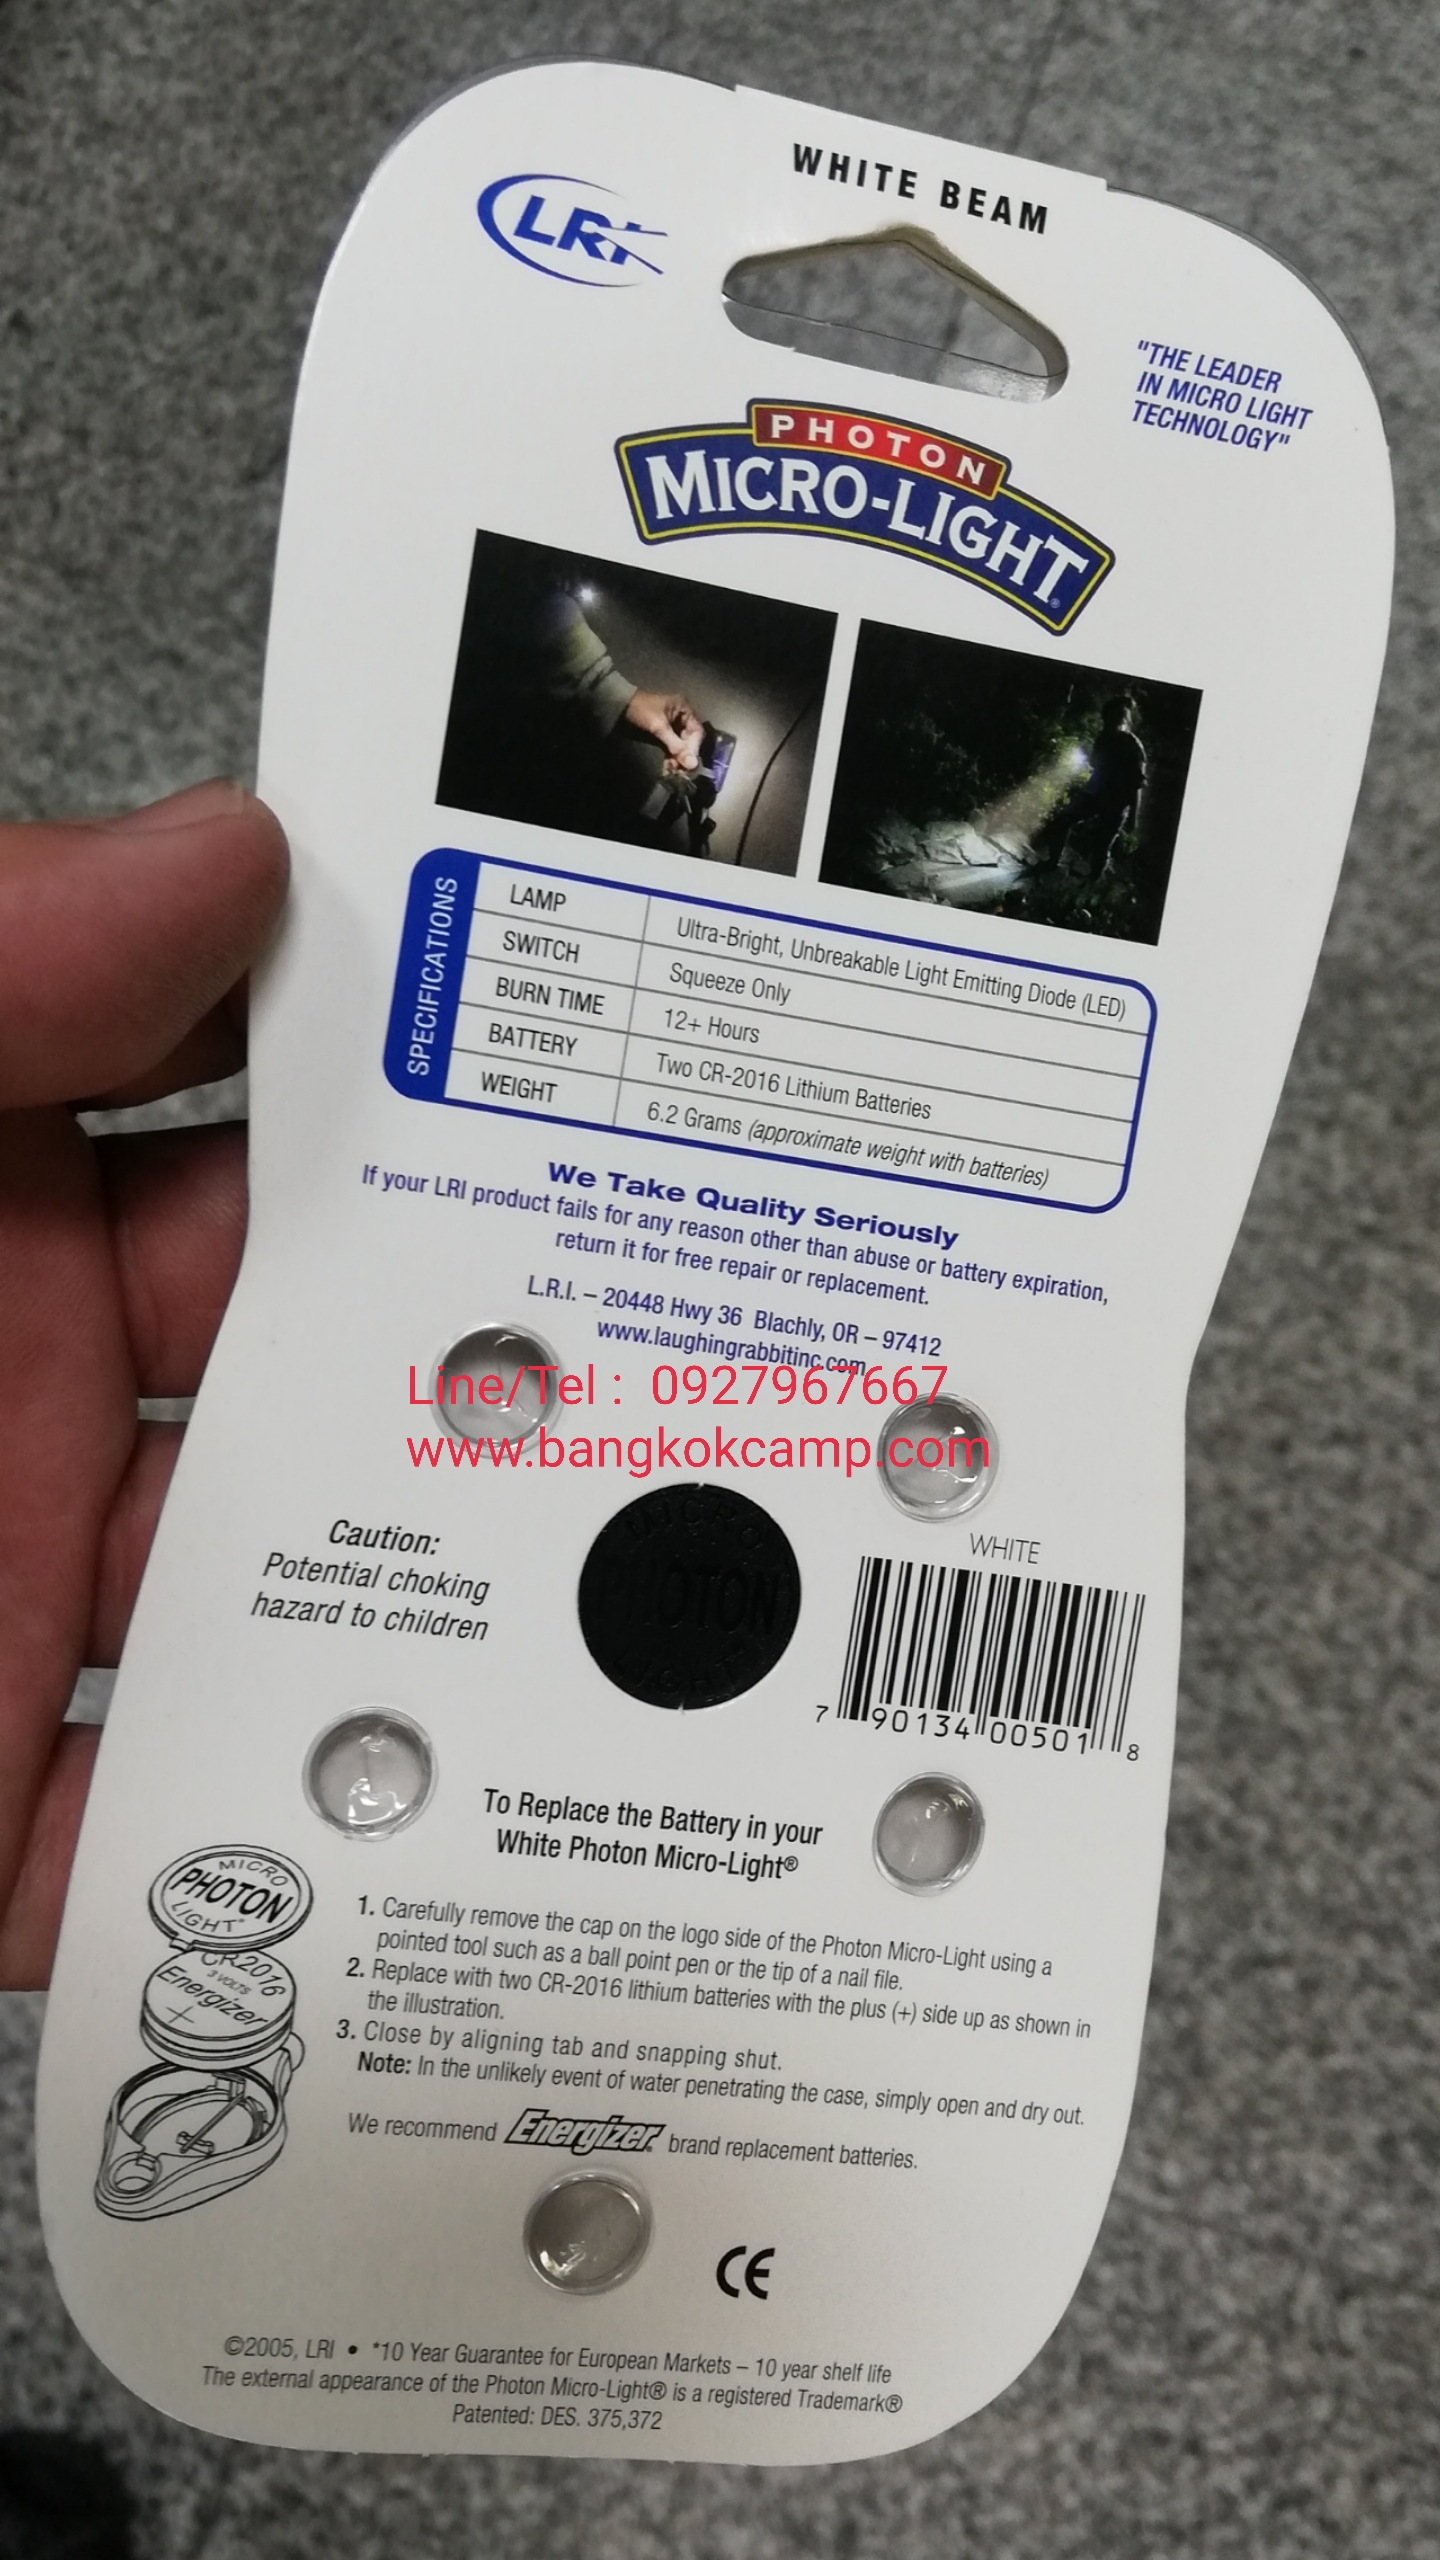 WHITE BEAM
LRI
"THE LEADER
IN MICRO LIGHT
TECHNOLOGY"
PHOTON
MICRO-LIGHT®
SPECIFICATIONS
LAMP Ultra-Bright, Unbreakable Light Emitting Diode (LED)
SWITCH Squeeze Only
BURN TIME 12+ Hours
BATTERY Two CR-2016 Lithium Batteries
WEIGHT 6.2 Grams (approximate weight with batteries)
We Take Quality Seriously
If your LRI product fails for any reason other than abuse or battery expiration,
return it for free repair or replacement.
L.R.I. – 20448 Hwy 36 Blachly, OR – 97412
www.laughingrabbitinc.com
Line/Tel : 0927967667
www.bangkokcamp.com
Caution:
Potential choking
hazard to children
MICRO
PHOTON
LIGHT
WHITE
7 90134 00501 8
To Replace the Battery in your
White Photon Micro-Light®
MICRO
PHOTON
LIGHT
CR2016
3 VOLTS
Energizer
+
1. Carefully remove the cap on the logo side of the Photon Micro-Light using a
pointed tool such as a ball point pen or the tip of a nail file.
2. Replace with two CR-2016 lithium batteries with the plus (+) side up as shown in
the illustration.
3. Close by aligning tab and snapping shut.
Note: In the unlikely event of water penetrating the case, simply open and dry out.
We recommend Energizer brand replacement batteries.
CE
©2005, LRI • *10 Year Guarantee for European Markets – 10 year shelf life
The external appearance of the Photon Micro-Light® is a registered Trademark®
Patented: DES. 375,372